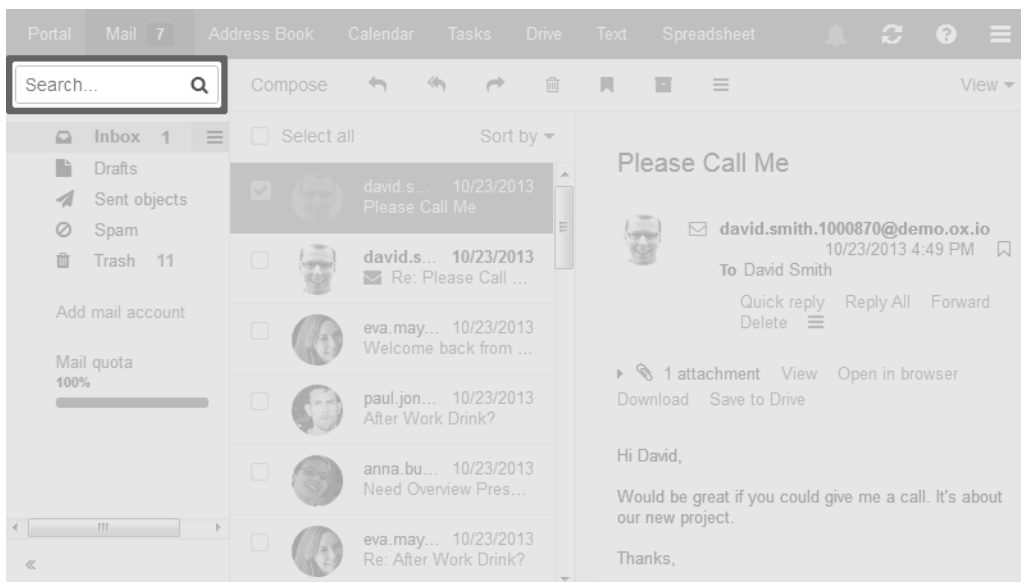 Portal Mail 7 Address Book Calendar Tasks Drive Text Spreadsheet
Search...
Compose
View
Inbox 1
Drafts
Sent objects
Spam
Trash 11
Add mail account
Mail quota
100%
Select all Sort by
david.s... 10/23/2013
Please Call Me
david.s... 10/23/2013
Re: Please Call ...
eva.may... 10/23/2013
Welcome back from ...
paul.jon... 10/23/2013
After Work Drink?
anna.bu... 10/23/2013
Need Overview Pres...
eva.may... 10/23/2013
Re: After Work Drink?
Please Call Me
david.smith.1000870@demo.ox.io
10/23/2013 4:49 PM
To David Smith
Quick reply Reply All Forward
Delete
1 attachment View Open in browser
Download Save to Drive
Hi David,
Would be great if you could give me a call. It's about
our new project.
Thanks,